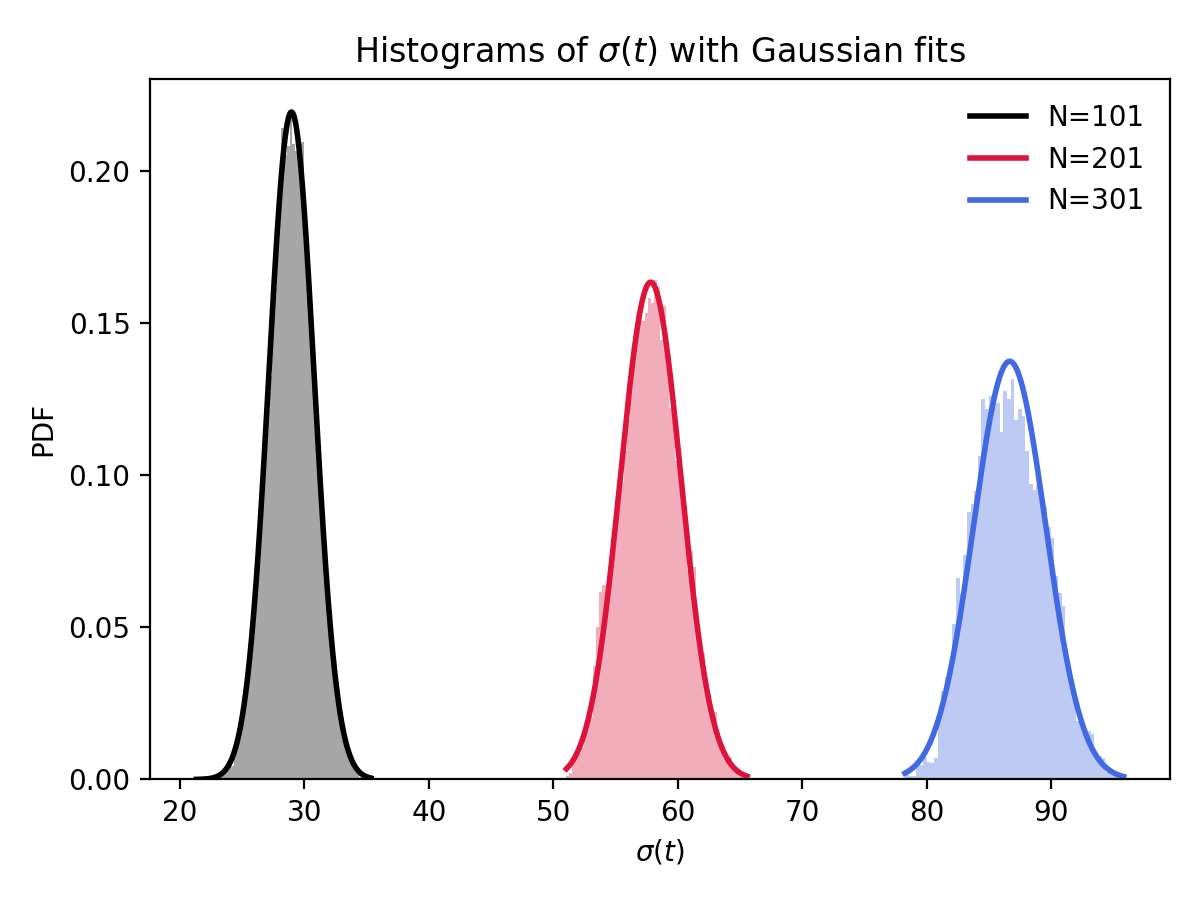 Histograms of σ(t) with Gaussian fits
N=101
N=201
N=301
PDF
0.20
0.15
0.10
0.05
0.00
20 30 40 50 60 70 80 90
σ(t)